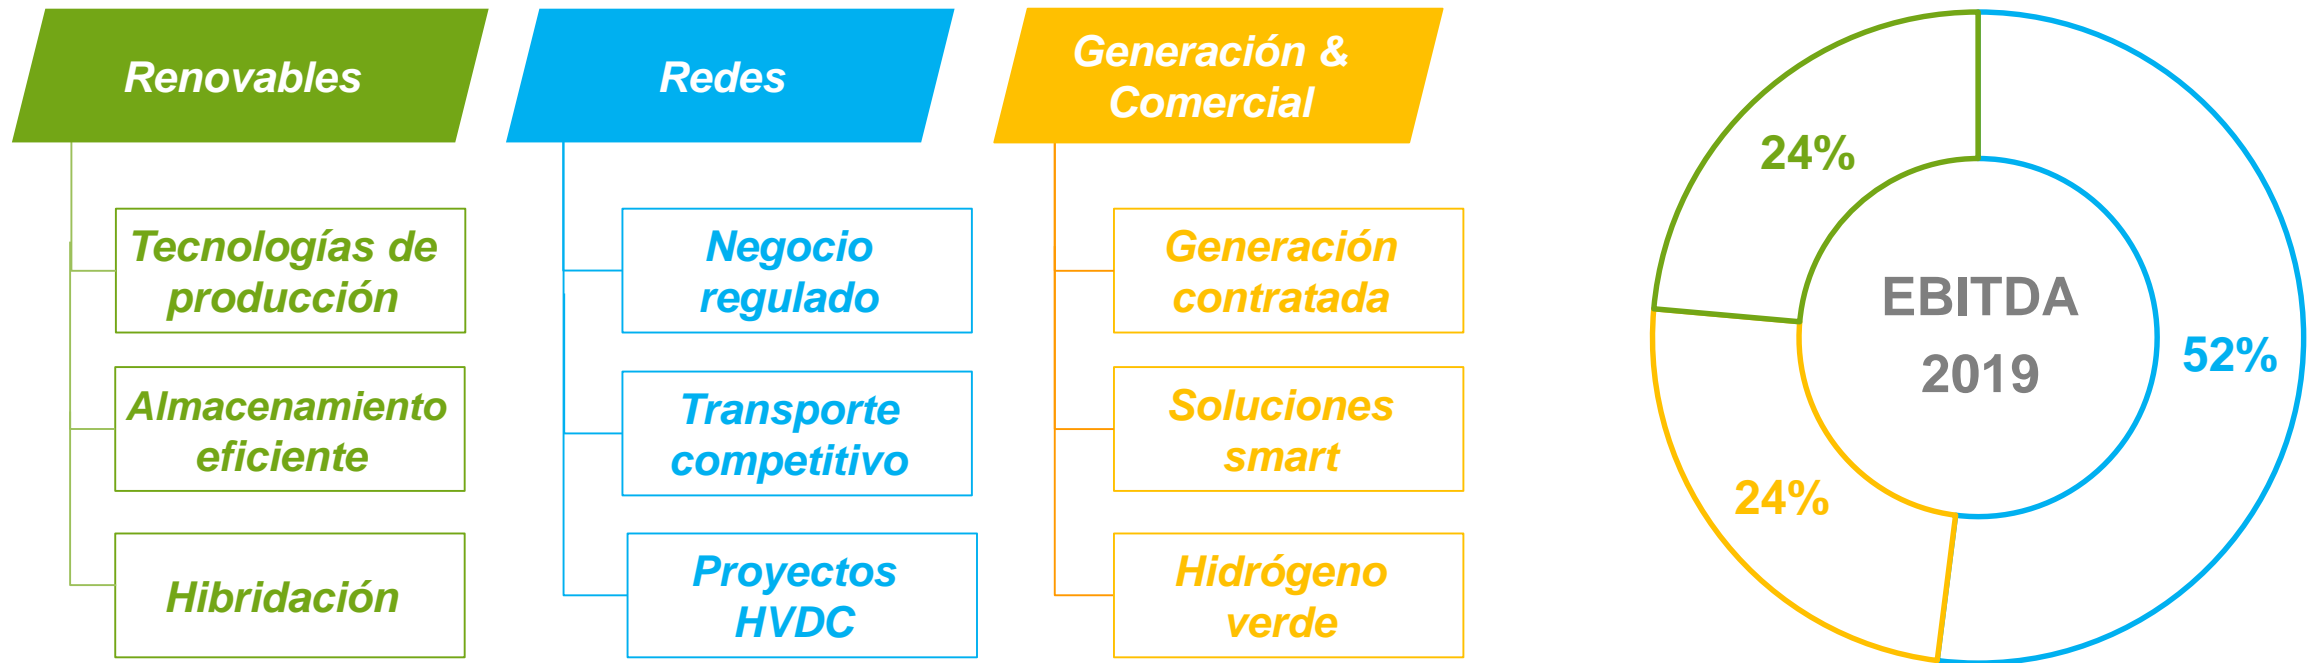 Renovables
Tecnologías de
producción
Almacenamiento
eficiente
Hibridación
Redes
Negocio
regulado
Transporte
competitivo
Proyectos
HVDC
Generación &
Comercial
Generación
contratada
Soluciones
smart
Hidrógeno
verde
24%
EBITDA
2019
52%
24%